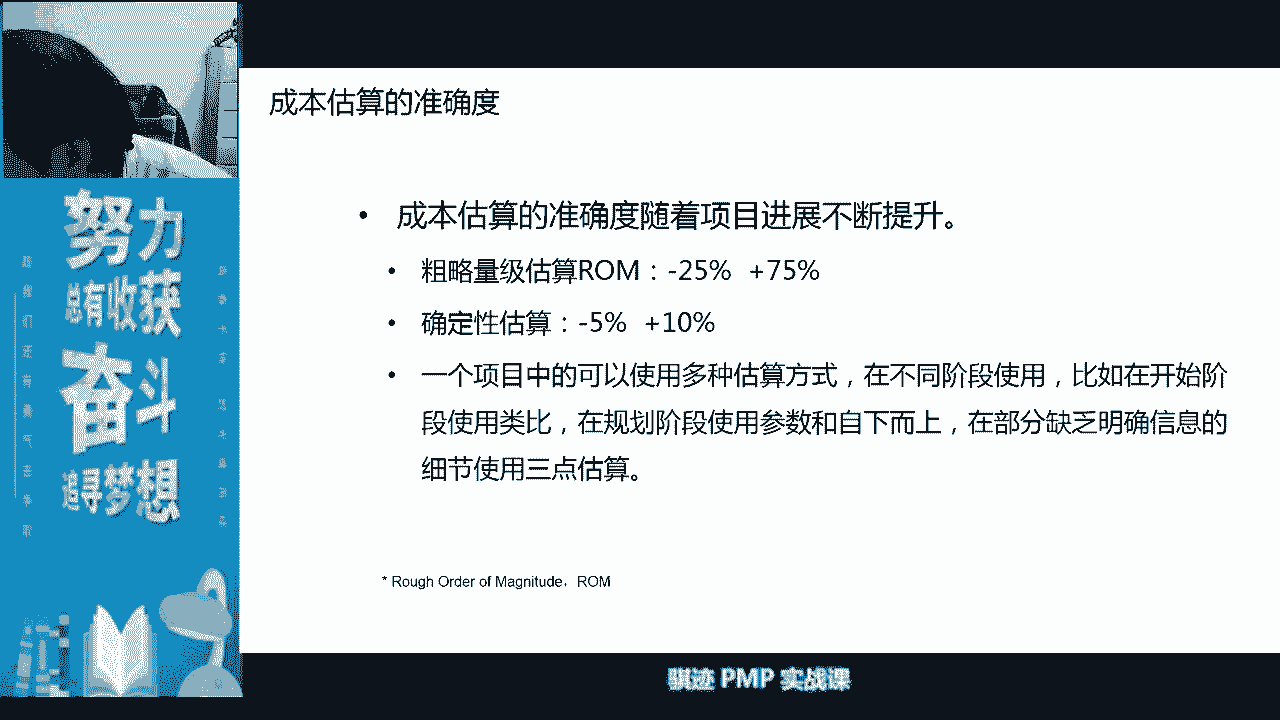 成本估算的准确度
• 成本估算的准确度随着项目进展不断提升。
• 粗略量级估算ROM：-25% +75%
• 确定性估算：-5% +10%
• 一个项目中的可以使用多种估算方式，在不同阶段使用，比如在开始阶
段使用类比，在规划阶段使用参数和自下而上，在部分缺乏明确信息的
细节使用三点估算。
* Rough Order of Magnitude，ROM
努力
总有收获
奋斗
追寻梦想
骐迹 PMP 实战课